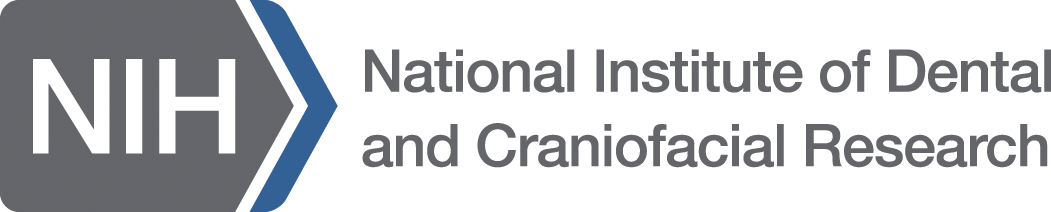 NIH
National Institute of Dental
and Craniofacial Research